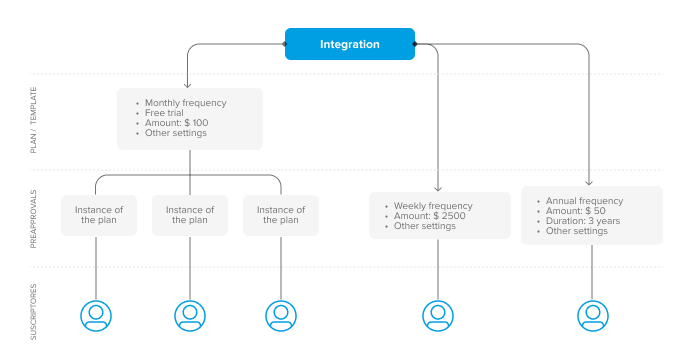 Integration
PLAN / TEMPLATE
• Monthly frequency
• Free trial
• Amount: $ 100
• Other settings
PREAPPROVALS
Instance of
the plan
Instance of
the plan
Instance of
the plan
• Weekly frequency
• Amount: $ 2500
• Other settings
• Annual frequency
• Amount: $ 50
• Duration: 3 years
• Other settings
SUSCRIPTORES